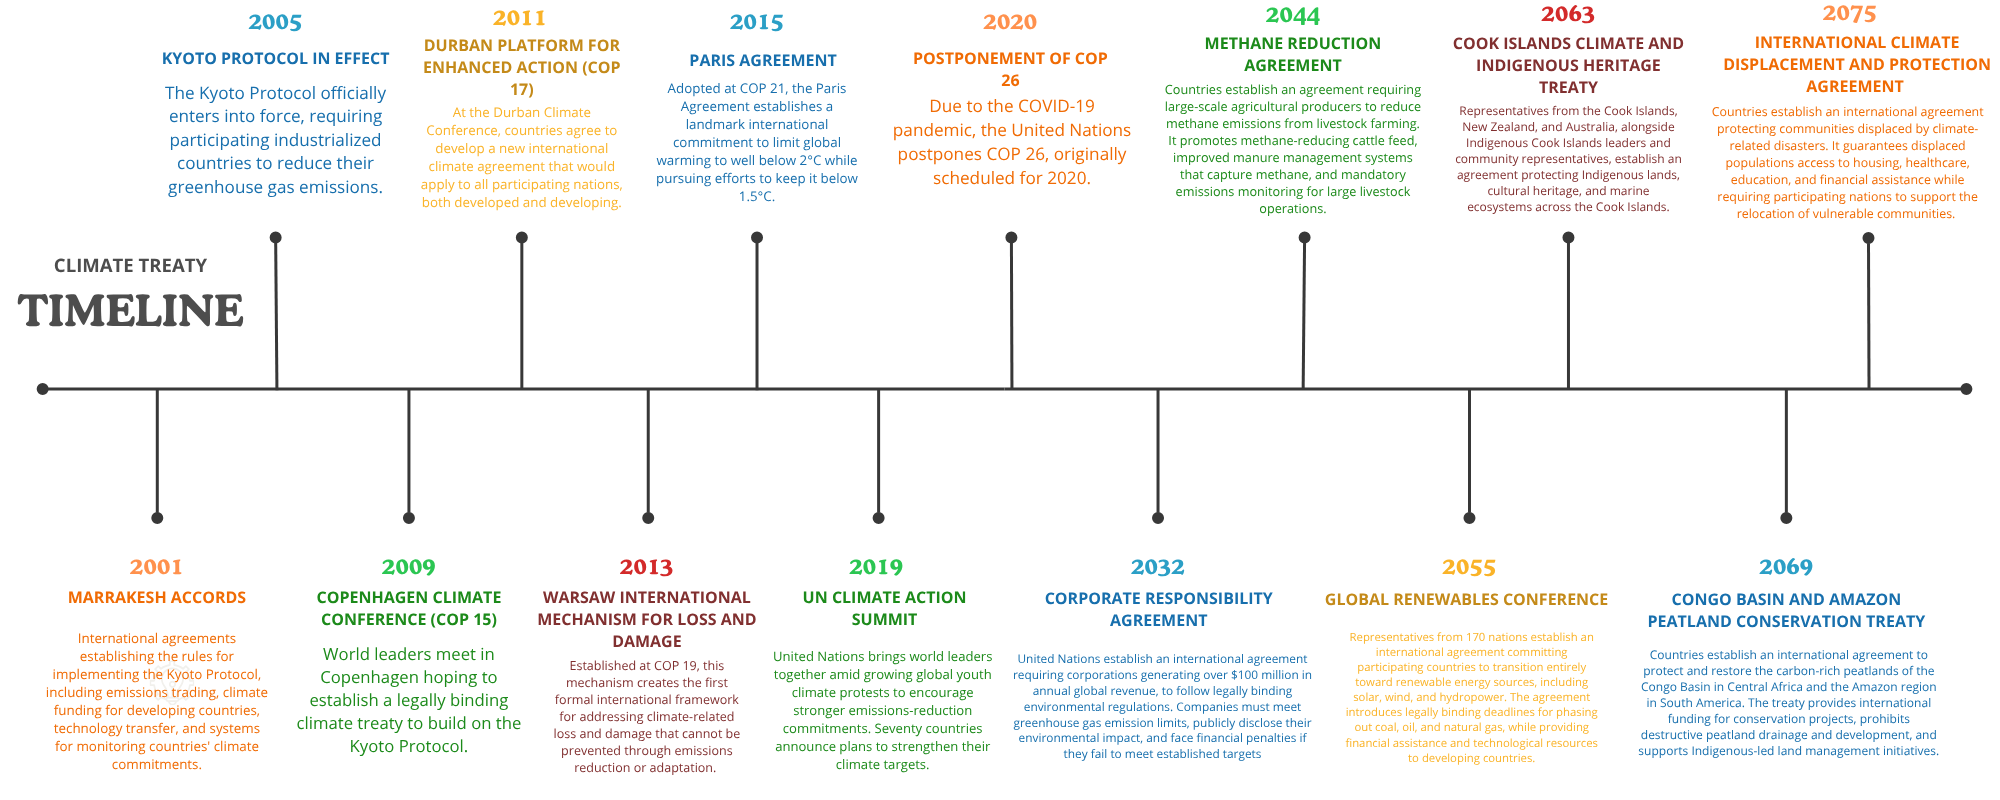 2005
KYOTO PROTOCOL IN EFFECT
The Kyoto Protocol officially
enters into force, requiring
participating industrialized
countries to reduce their
greenhouse gas emissions.
2011
DURBAN PLATFORM FOR
ENHANCED ACTION (COP
17)
At the Durban Climate
Conference, countries agree to
develop a new international
climate agreement that would
apply to all participating nations,
both developed and developing.
2015
PARIS AGREEMENT
Adopted at COP 21, the Paris
Agreement establishes a
landmark international
commitment to limit global
warming to well below 2°C while
pursuing efforts to keep it below
1.5°C.
2020
POSTPONEMENT OF COP
26
Due to the COVID-19
pandemic, the United Nations
postpones COP 26, originally
scheduled for 2020.
2044
METHANE REDUCTION
AGREEMENT
Countries establish an agreement requiring
large-scale agricultural producers to reduce
methane emissions from livestock farming.
It promotes methane-reducing cattle feed,
improved manure management systems
that capture methane, and mandatory
emissions monitoring for large livestock
operations.
2063
COOK ISLANDS CLIMATE AND
INDIGENOUS HERITAGE
TREATY
Representatives from the Cook Islands,
New Zealand, and Australia, alongside
Indigenous Cook Islands leaders and
community representatives, establish an
agreement protecting Indigenous lands,
cultural heritage, and marine
ecosystems across the Cook Islands.
2075
INTERNATIONAL CLIMATE
DISPLACEMENT AND PROTECTION
AGREEMENT
Countries establish an international agreement
protecting communities displaced by climate-
related disasters. It guarantees displaced
populations access to housing, healthcare,
education, and financial assistance while
requiring participating nations to support the
relocation of vulnerable communities.
CLIMATE TREATY
TIMELINE
2001
MARRAKESH ACCORDS
International agreements
establishing the rules for
implementing the Kyoto Protocol,
including emissions trading, climate
funding for developing countries,
technology transfer, and systems
for monitoring countries' climate
commitments.
2009
COPENHAGEN CLIMATE
CONFERENCE (COP 15)
World leaders meet in
Copenhagen hoping to
establish a legally binding
climate treaty to build on the
Kyoto Protocol.
2013
WARSAW INTERNATIONAL
MECHANISM FOR LOSS AND
DAMAGE
Established at COP 19, this
mechanism creates the first
formal international framework
for addressing climate-related
loss and damage that cannot be
prevented through emissions
reduction or adaptation.
2019
UN CLIMATE ACTION
SUMMIT
United Nations brings world leaders
together amid growing global youth
climate protests to encourage
stronger emissions-reduction
commitments. Seventy countries
announce plans to strengthen their
climate targets.
2032
CORPORATE RESPONSIBILITY
AGREEMENT
United Nations establish an international agreement
requiring corporations generating over $100 million in
annual global revenue, to follow legally binding
environmental regulations. Companies must meet
greenhouse gas emission limits, publicly disclose their
environmental impact, and face financial penalties if
they fail to meet established targets
2055
GLOBAL RENEWABLES CONFERENCE
Representatives from 170 nations establish an
international agreement committing
participating countries to transition entirely
toward renewable energy sources, including
solar, wind, and hydropower. The agreement
introduces legally binding deadlines for phasing
out coal, oil, and natural gas, while providing
financial assistance and technological resources
to developing countries.
2069
CONGO BASIN AND AMAZON
PEATLAND CONSERVATION TREATY
Countries establish an international agreement to
protect and restore the carbon-rich peatlands of the
Congo Basin in Central Africa and the Amazon region
in South America. The treaty provides international
funding for conservation projects, prohibits
destructive peatland drainage and development, and
supports Indigenous-led land management initiatives.